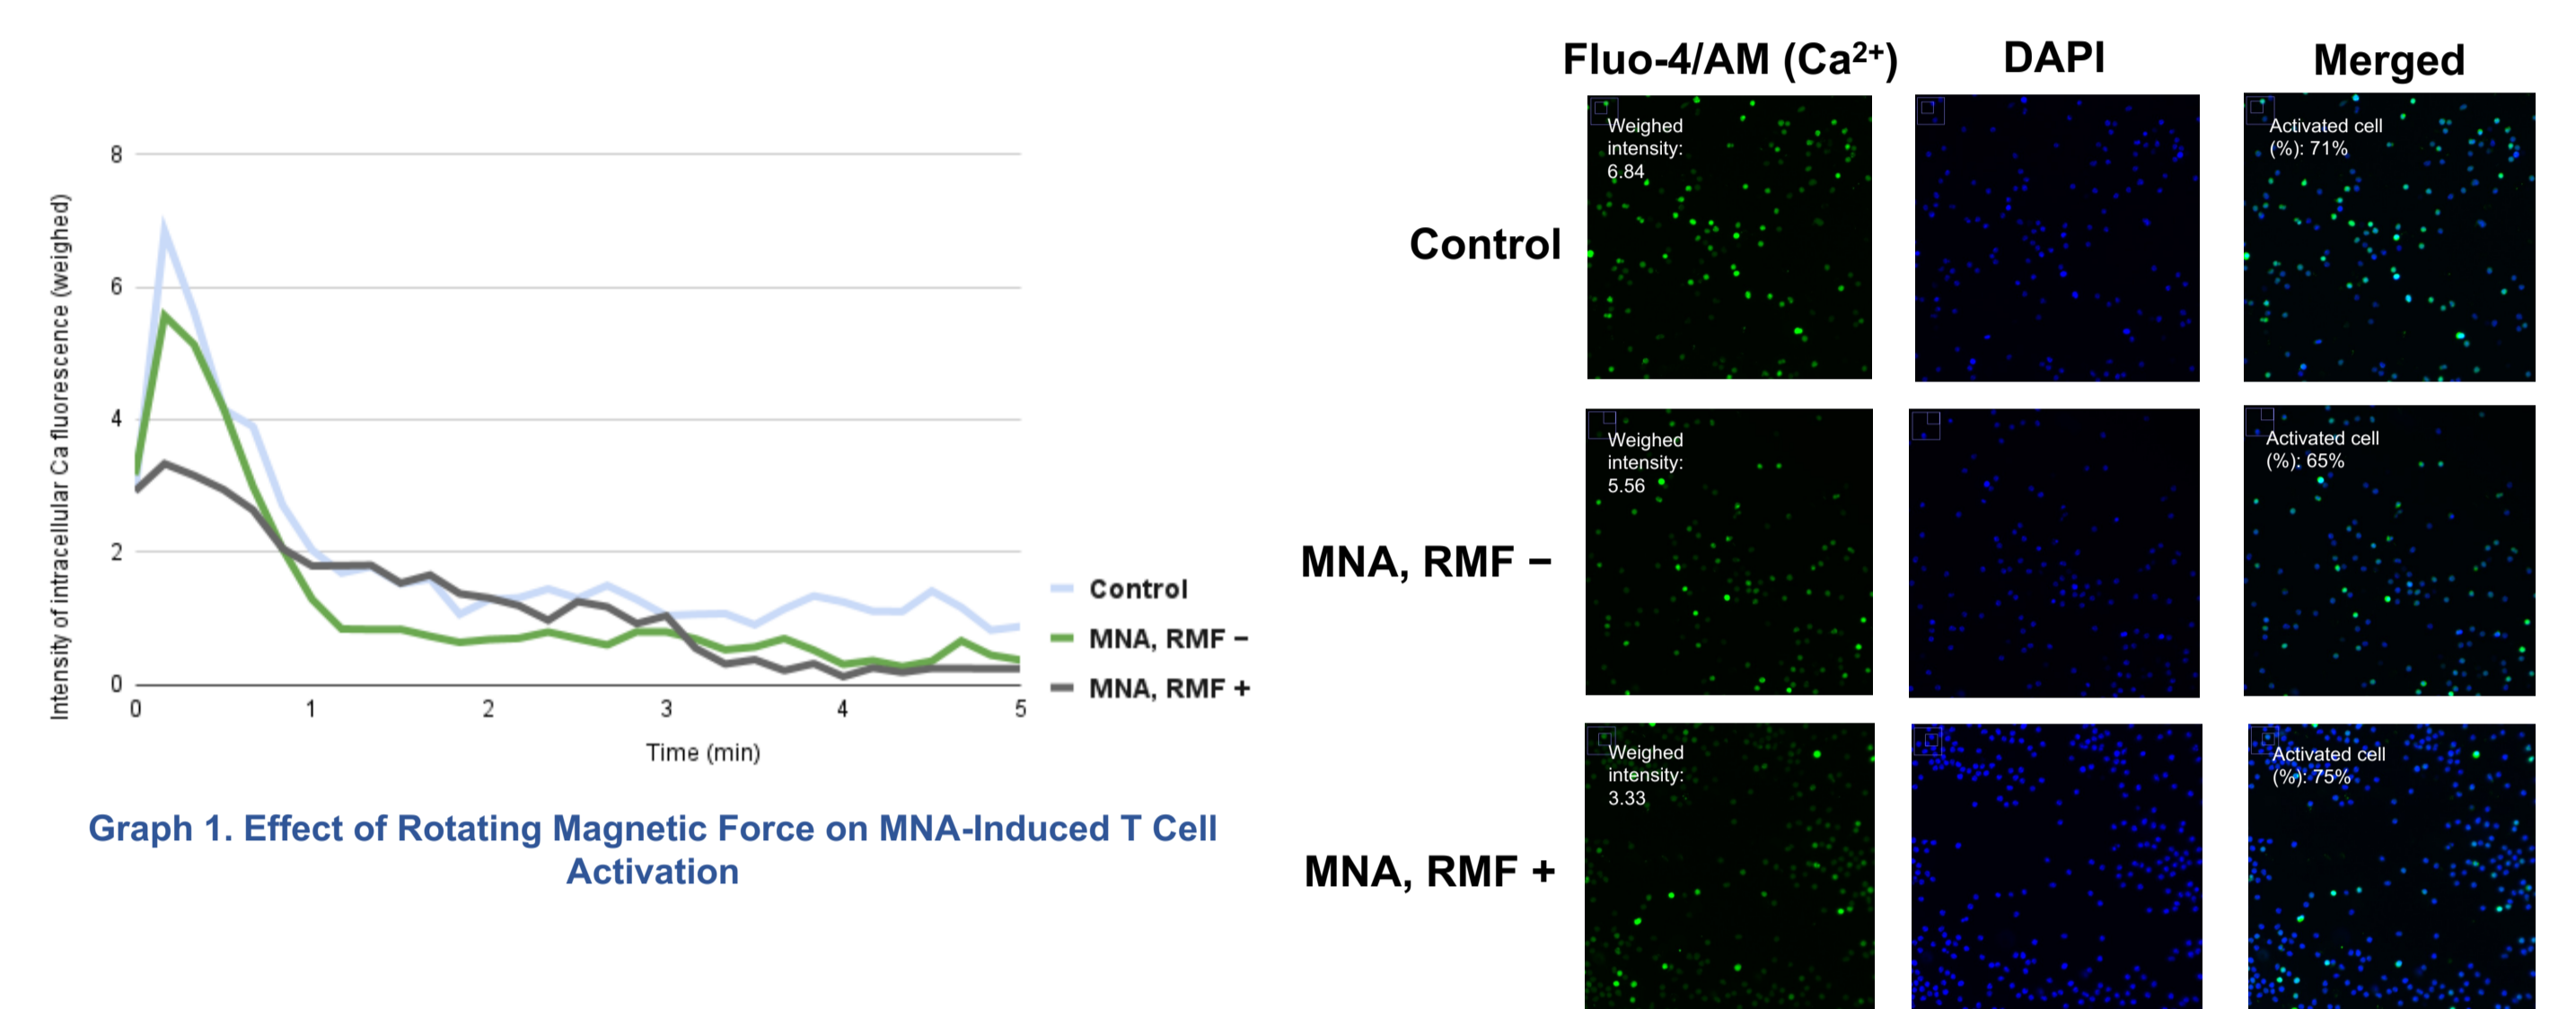 Intensity of intracellular Ca fluorescence (weighed)
8
6
4
2
0
0 1 2 3 4 5
Time (min)
Control
MNA, RMF −
MNA, RMF +
Graph 1. Effect of Rotating Magnetic Force on MNA-Induced T Cell
Activation
Fluo-4/AM (Ca²⁺) DAPI Merged
Control
Weighed
intensity:
6.84
Activated cell
(%): 71%
MNA, RMF −
Weighed
intensity:
5.56
Activated cell
(%): 65%
MNA, RMF +
Weighed
intensity:
3.33
Activated cell
(%): 75%